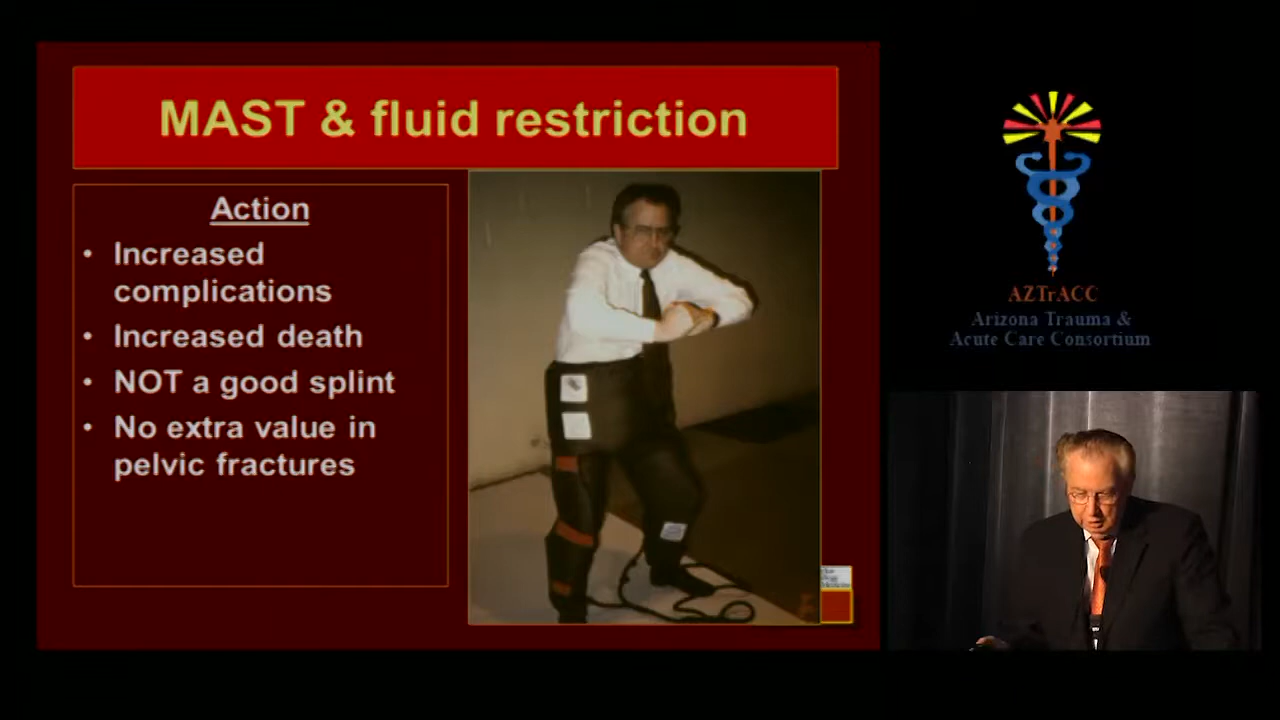 MAST & fluid restriction
Action
• Increased
complications
• Increased death
• NOT a good splint
• No extra value in
pelvic fractures
AZTrACC
Arizona Trauma &
Acute Care Consortium